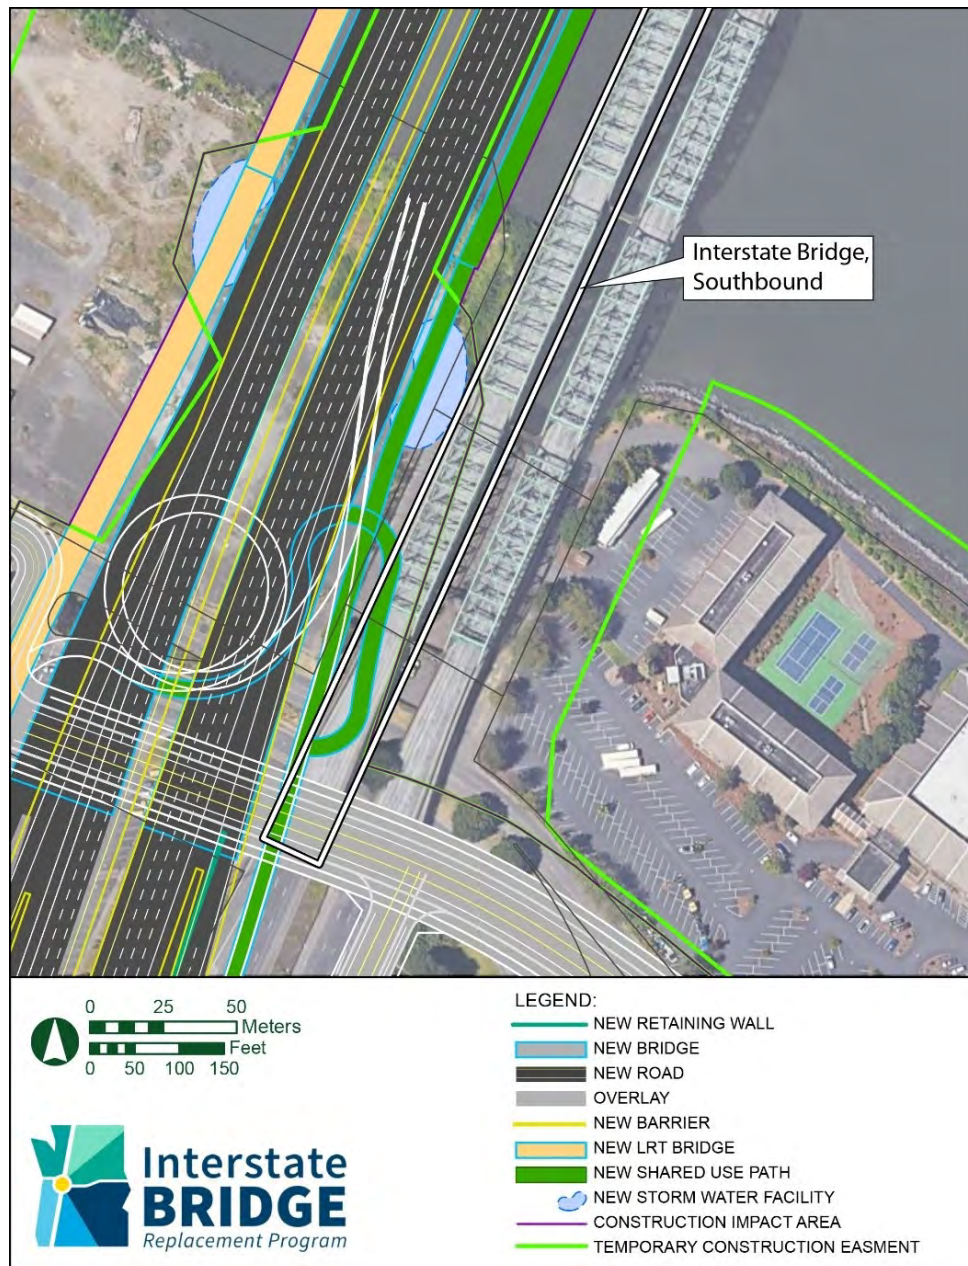 Interstate Bridge,
Southbound
0 25 50
Meters
Feet
0 50 100 150
Interstate
BRIDGE
Replacement Program
LEGEND:
NEW RETAINING WALL
NEW BRIDGE
NEW ROAD
OVERLAY
NEW BARRIER
NEW LRT BRIDGE
NEW SHARED USE PATH
NEW STORM WATER FACILITY
CONSTRUCTION IMPACT AREA
TEMPORARY CONSTRUCTION EASMENT